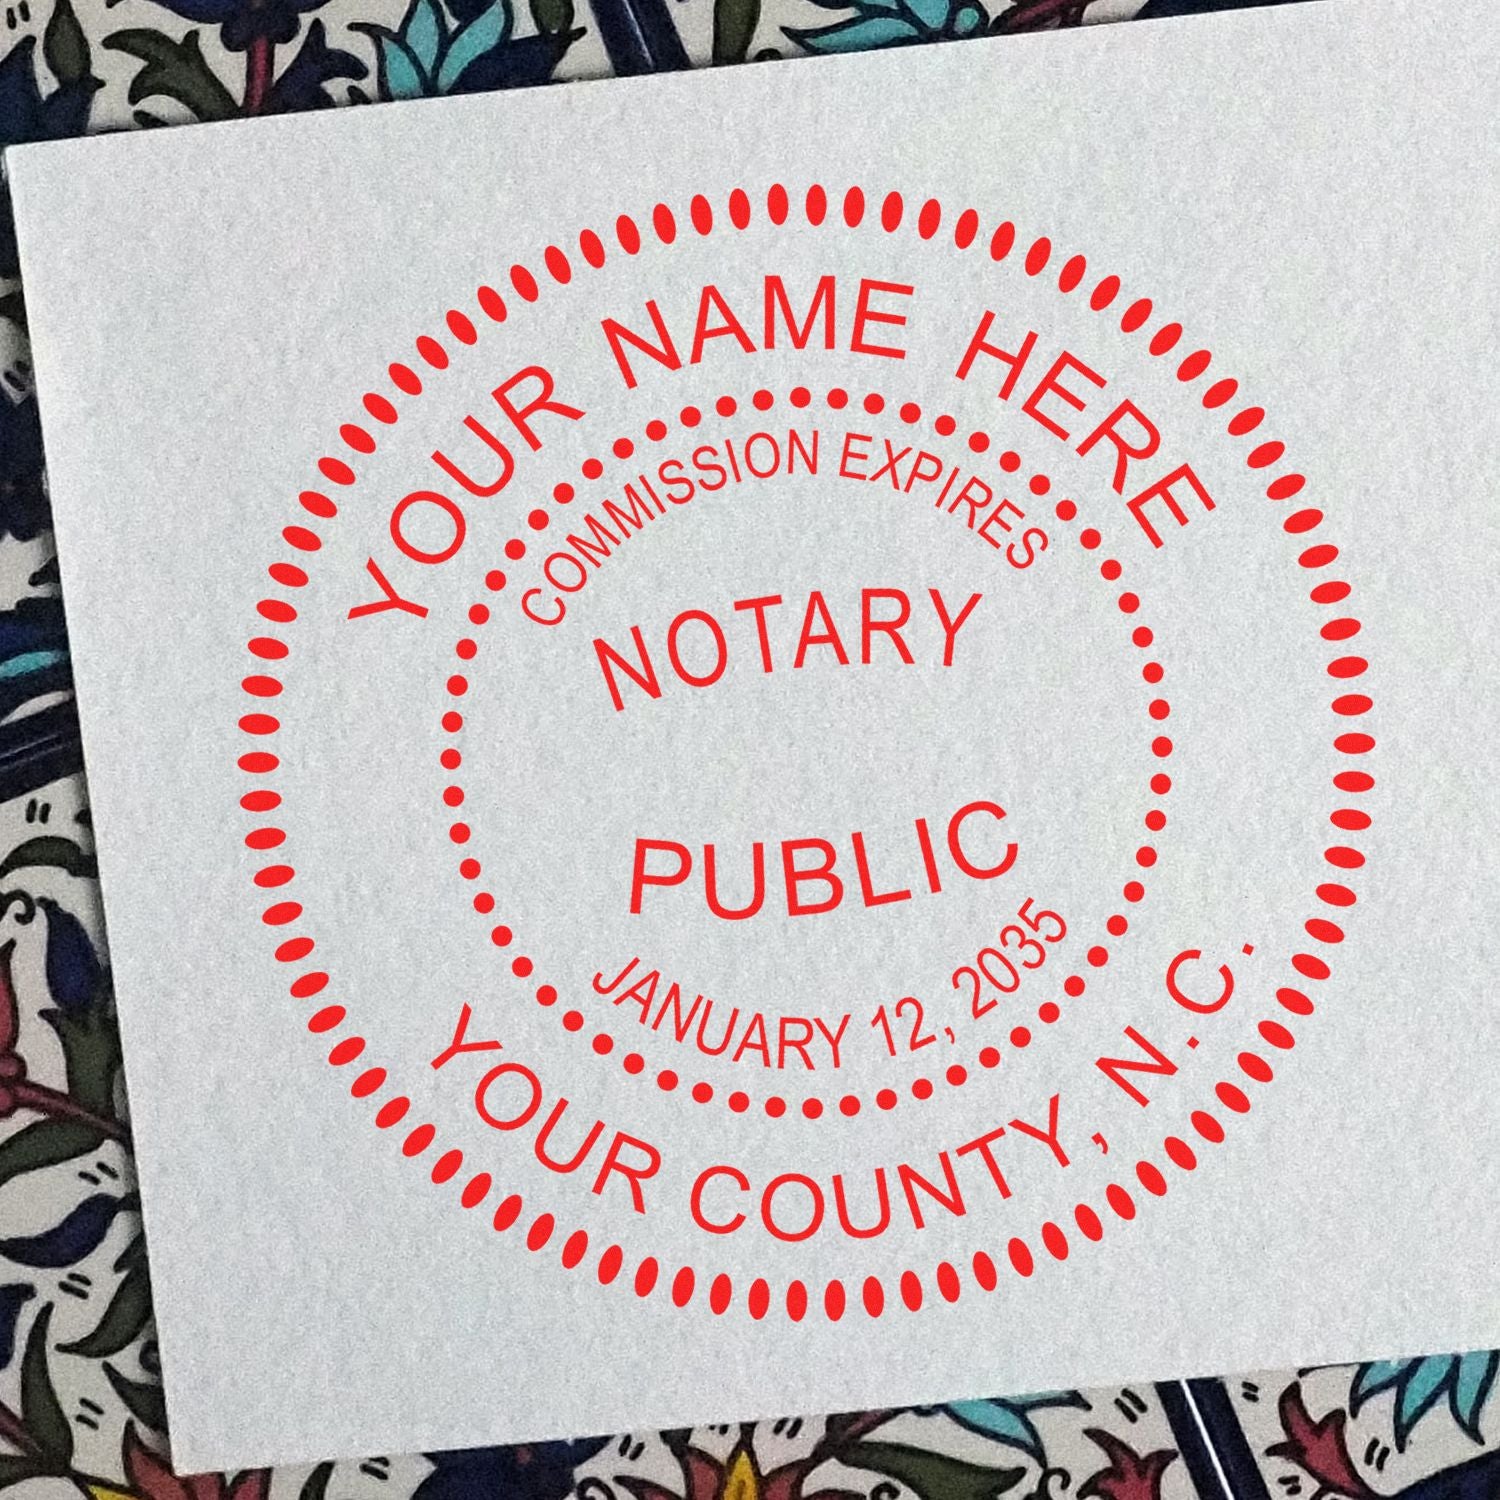 YOUR NAME HERE
COMMISSION EXPIRES
NOTARY
PUBLIC
JANUARY 12, 2035
YOUR COUNTY, N.C.